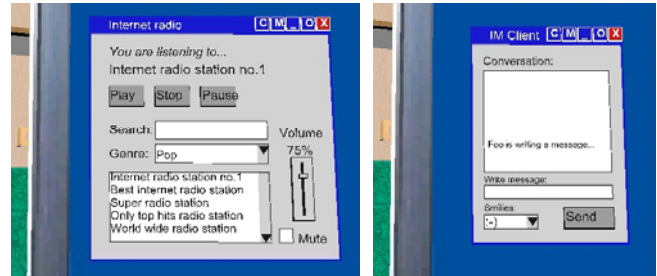 Internet radio C M _ O X
You are listening to...
Internet radio station no.1
Play Stop Pause
Search:
Volume
Genre: Pop
75%
Internet radio station no.1
Best internet radio station
Super radio station
Only top hits radio station
World wide radio station
Mute
IM Client C M _ O X
Conversation:
Foo is writing a message...
Write message:
Smilies:
:-)
Send